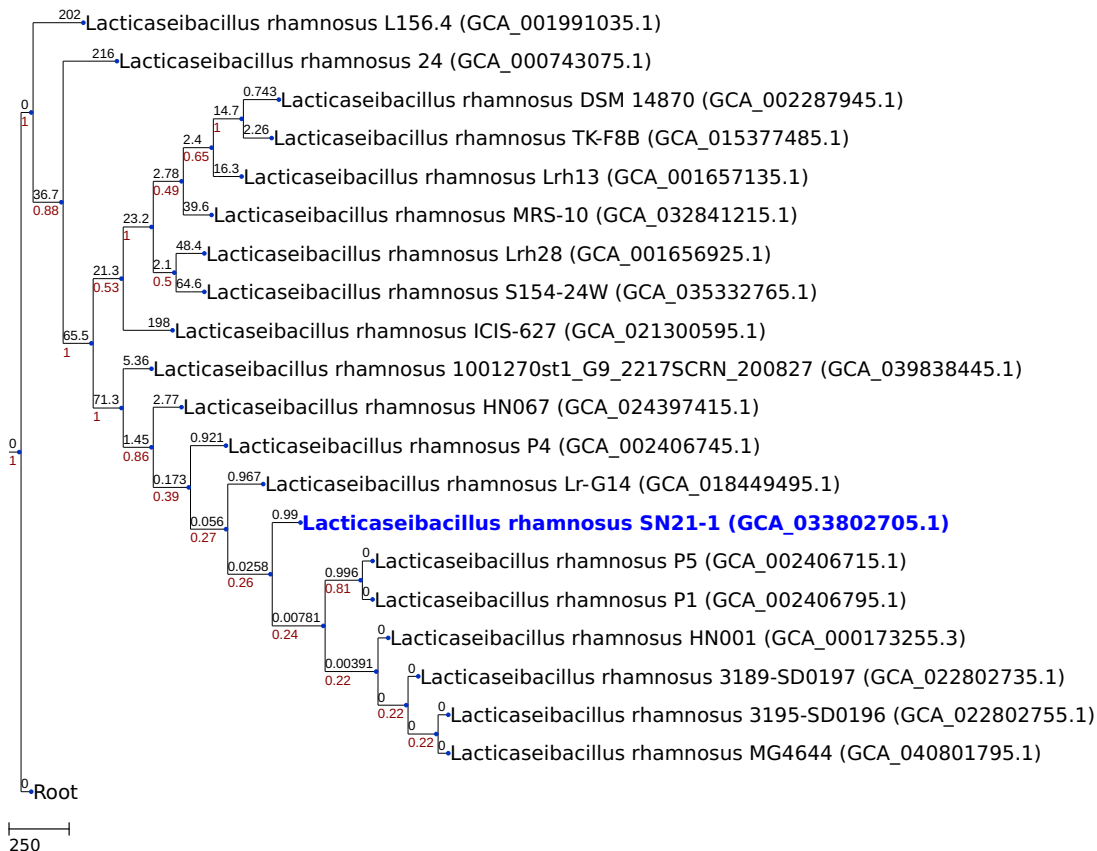 202 Lacticaseibacillus rhamnosus L156.4 (GCA_001991035.1)
216 Lacticaseibacillus rhamnosus 24 (GCA_000743075.1)
0.743 Lacticaseibacillus rhamnosus DSM 14870 (GCA_002287945.1)
0
1
14.7
1
2.26 Lacticaseibacillus rhamnosus TK-F8B (GCA_015377485.1)
2.4
0.65
16.3 Lacticaseibacillus rhamnosus Lrh13 (GCA_001657135.1)
2.78
0.49
36.7
0.88
39.6 Lacticaseibacillus rhamnosus MRS-10 (GCA_032841215.1)
23.2
1
48.4 Lacticaseibacillus rhamnosus Lrh28 (GCA_001656925.1)
21.3
0.53
2.1
0.5
64.6 Lacticaseibacillus rhamnosus S154-24W (GCA_035332765.1)
198 Lacticaseibacillus rhamnosus ICIS-627 (GCA_021300595.1)
65.5
1
5.36 Lacticaseibacillus rhamnosus 1001270st1_G9_2217SCRN_200827 (GCA_039838445.1)
71.3
1
2.77 Lacticaseibacillus rhamnosus HN067 (GCA_024397415.1)
0
1
1.45
0.86
0.921 Lacticaseibacillus rhamnosus P4 (GCA_002406745.1)
0.173
0.39
0.967 Lacticaseibacillus rhamnosus Lr-G14 (GCA_018449495.1)
0.056
0.27
0.99 Lacticaseibacillus rhamnosus SN21-1 (GCA_033802705.1)
0.0258
0.26
0 Lacticaseibacillus rhamnosus P5 (GCA_002406715.1)
0.996
0.81
0 Lacticaseibacillus rhamnosus P1 (GCA_002406795.1)
0.00781
0.24
0 Lacticaseibacillus rhamnosus HN001 (GCA_000173255.3)
0.00391
0.22
0 Lacticaseibacillus rhamnosus 3189-SD0197 (GCA_022802735.1)
0
0.22
0 Lacticaseibacillus rhamnosus 3195-SD0196 (GCA_022802755.1)
0
0.22
0 Lacticaseibacillus rhamnosus MG4644 (GCA_040801795.1)
0 Root
250